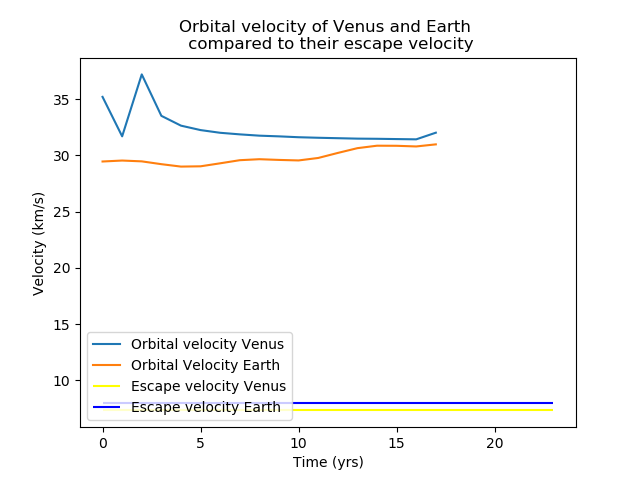 Orbital velocity of Venus and Earth
compared to their escape velocity
Velocity (km/s)
35
30
25
20
15
10
Orbital velocity Venus
Orbital Velocity Earth
Escape velocity Venus
Escape velocity Earth
0 5 10 15 20
Time (yrs)